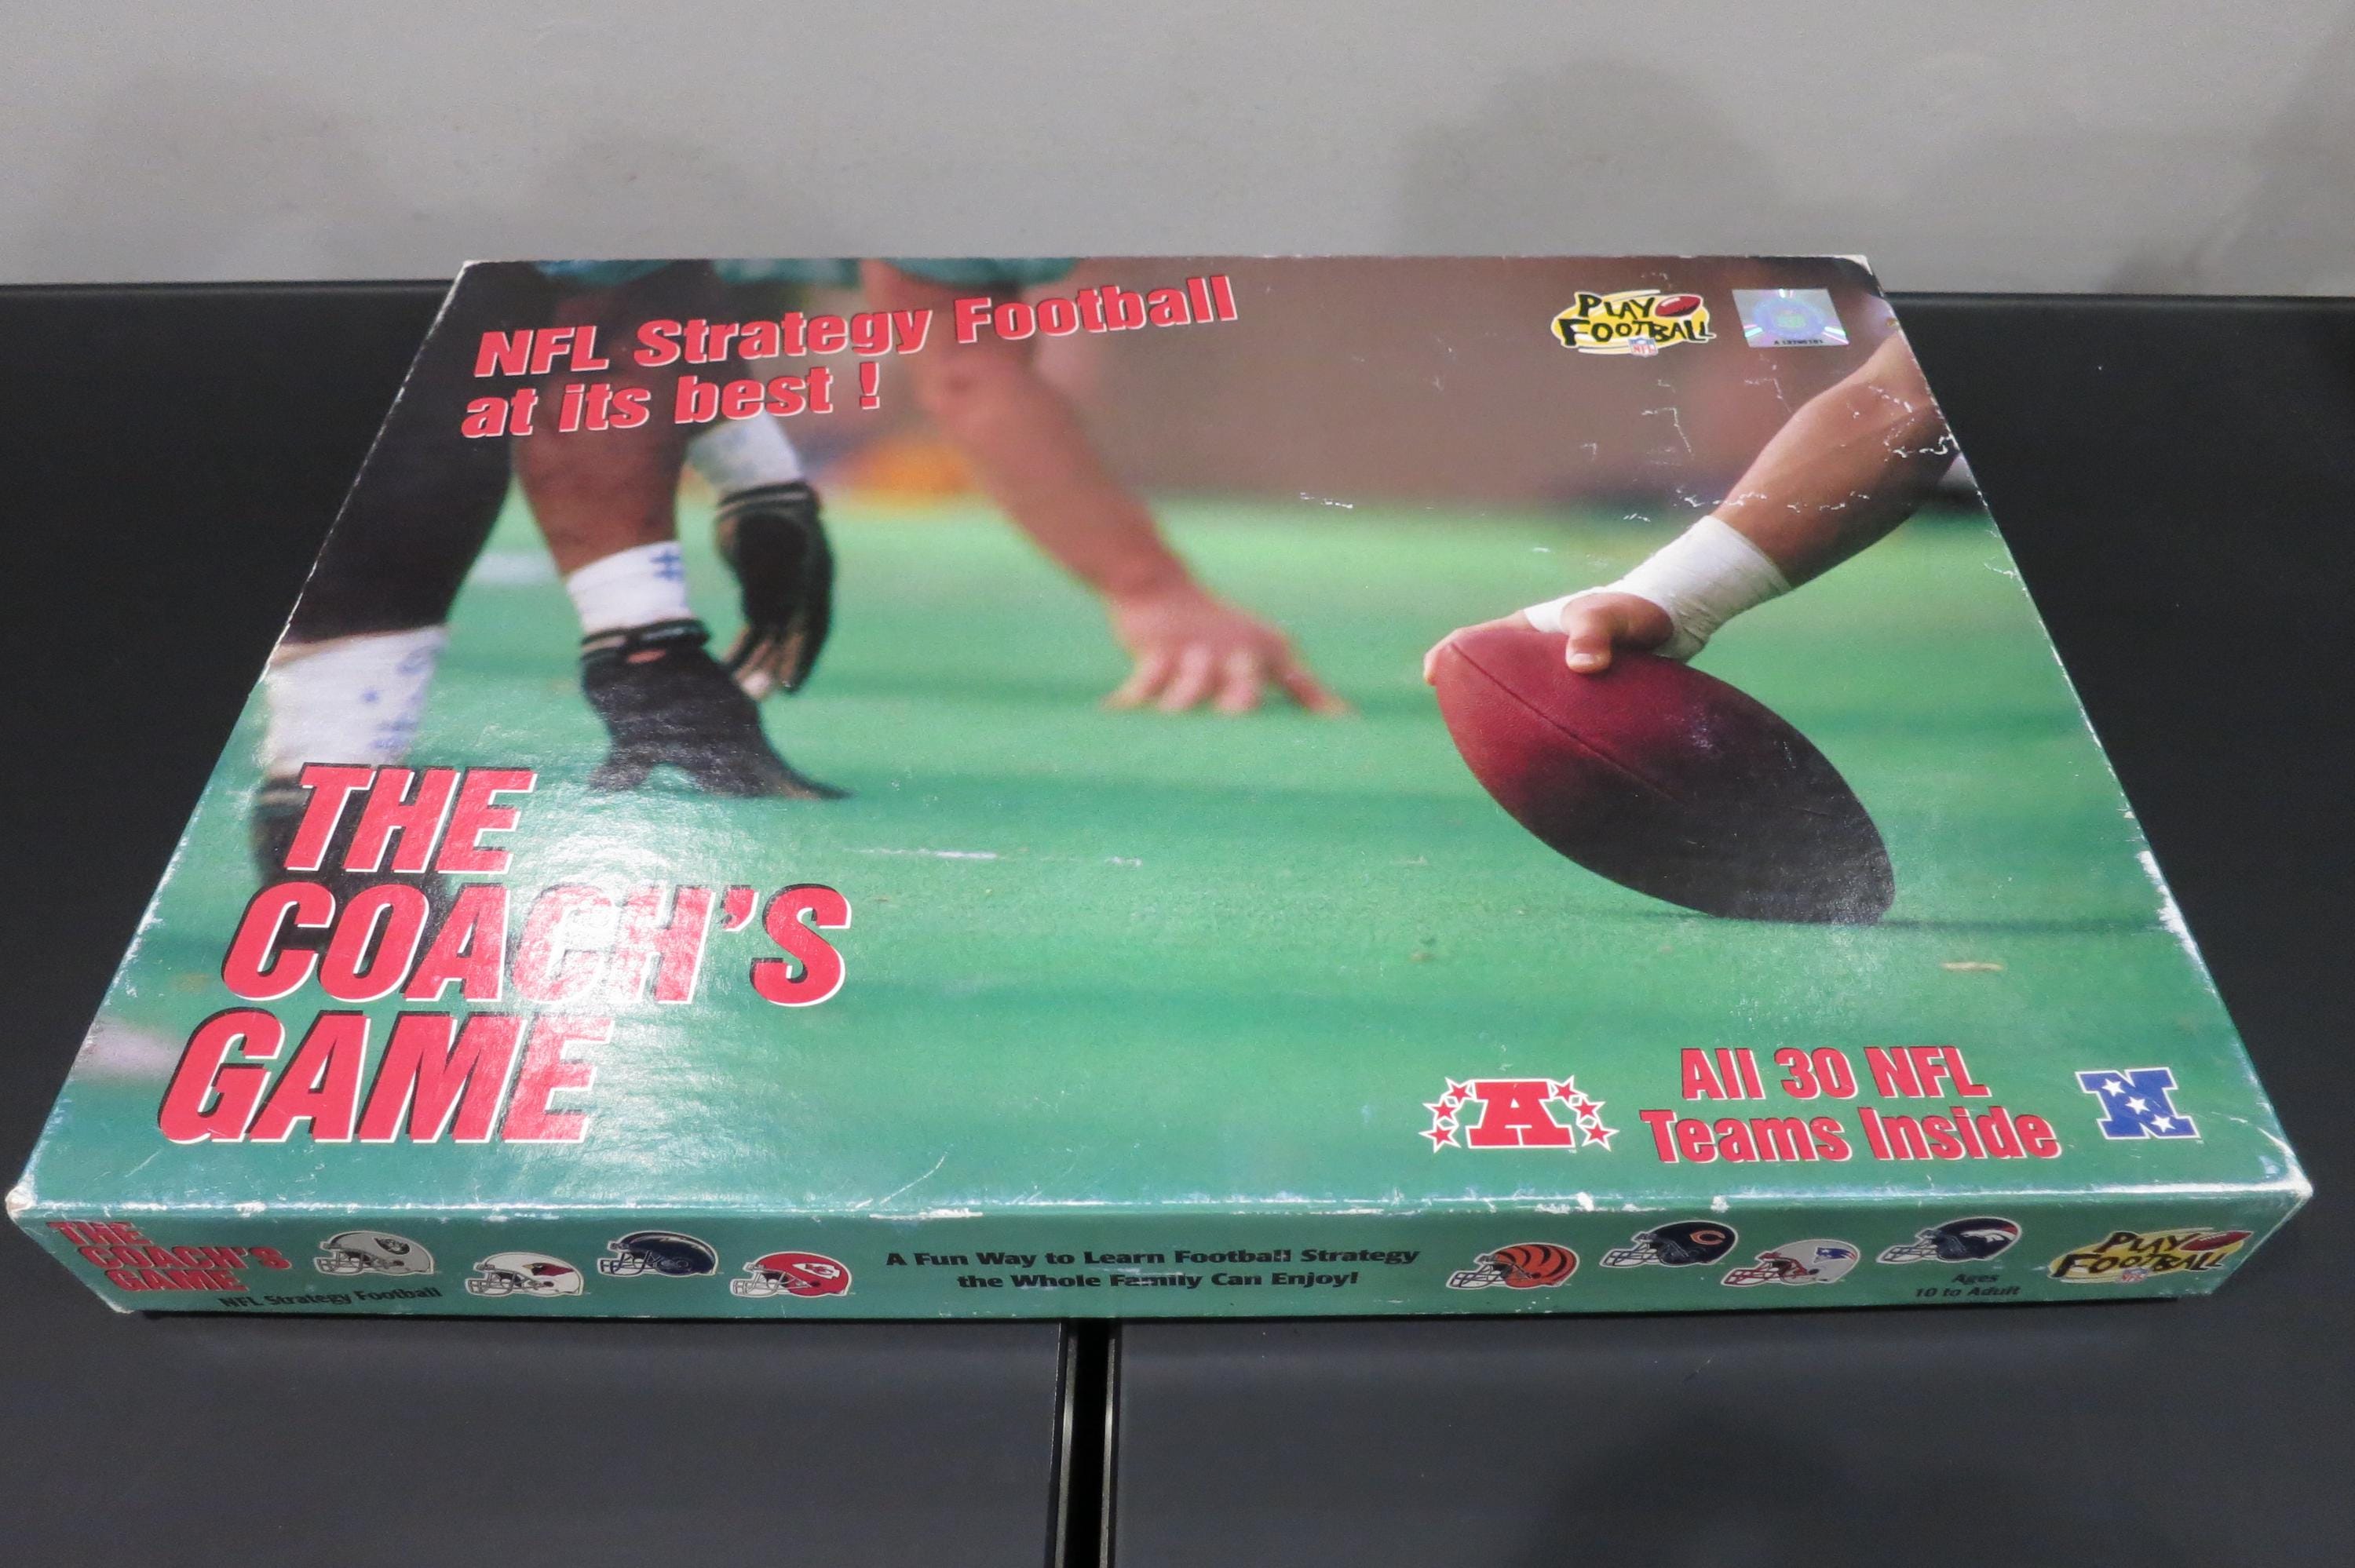 NFL Strategy Football
at its best !
PLAY
FOOTBALL
NFL
THE
COACH'S
GAME
A
All 30 NFL
Teams Inside
N
THE
COACH'S
GAME
NFL Strategy Football
A Fun Way to Learn Football Strategy
the Whole Family Can Enjoy!
C
Ages
10 to Adult
PLAY
FOOTBALL